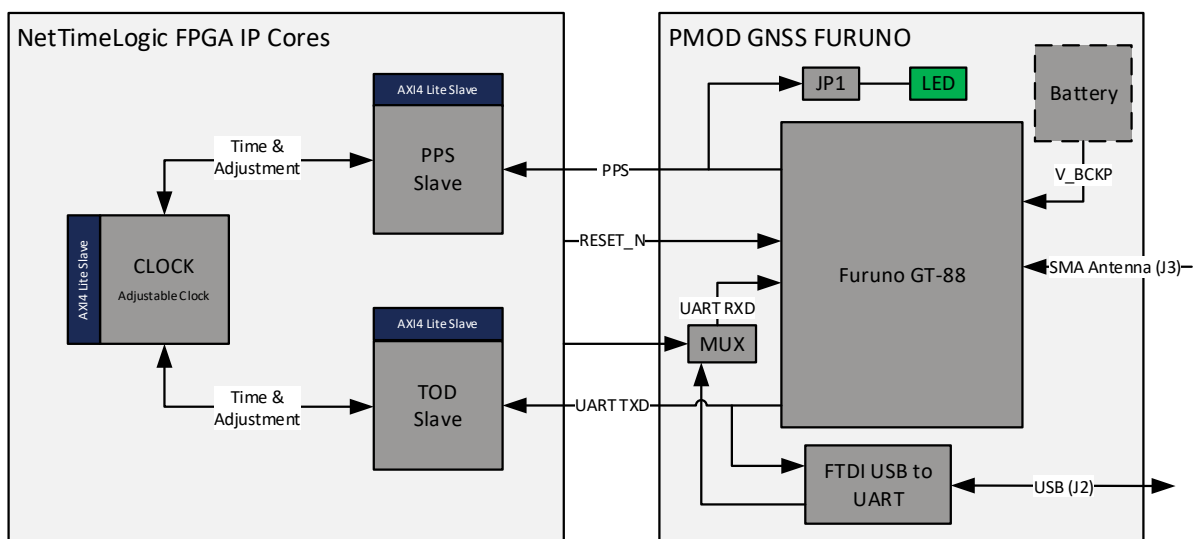 NetTimeLogic FPGA IP Cores
AXI4 Lite Slave
PPS
Slave
Time &
Adjustment
AXI4 Lite Slave
CLOCK
Adjustable Clock
AXI4 Lite Slave
TOD
Slave
Time &
Adjustment
PPS
RESET_N
UART TXD
PMOD GNSS FURUNO
JP1
LED
Battery
V_BCKP
Furuno GT-88
SMA Antenna (J3)
UART RXD
MUX
FTDI USB to
UART
USB (J2)